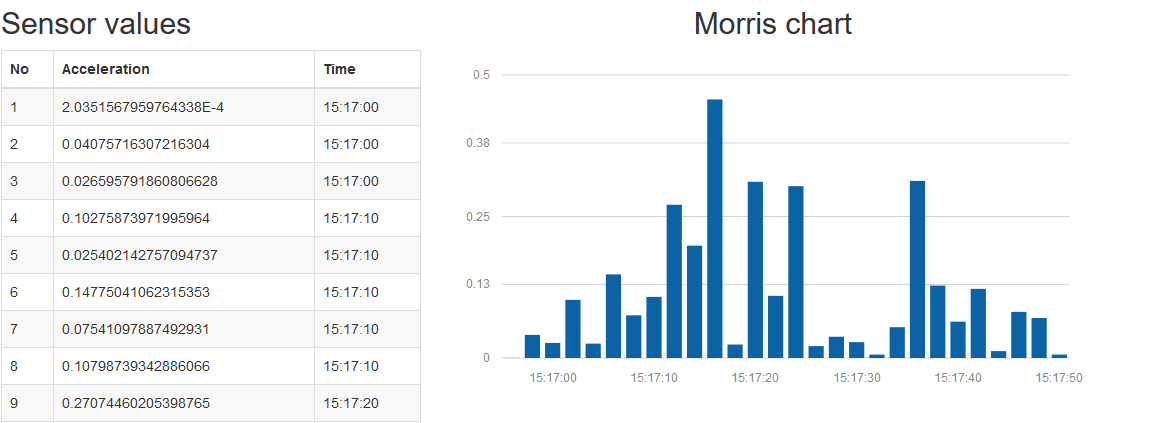 Sensor values
No Acceleration Time
1 2.0351567959764338E-4 15:17:00
2 0.04075716307216304 15:17:00
3 0.026595791860806628 15:17:00
4 0.10275873971995964 15:17:10
5 0.025402142757094737 15:17:10
6 0.14775041062315353 15:17:10
7 0.07541097887492931 15:17:10
8 0.10798739342886066 15:17:10
9 0.27074460205398765 15:17:20
Morris chart
0.5
0.38
0.25
0.13
0
15:17:00 15:17:10 15:17:20 15:17:30 15:17:40 15:17:50